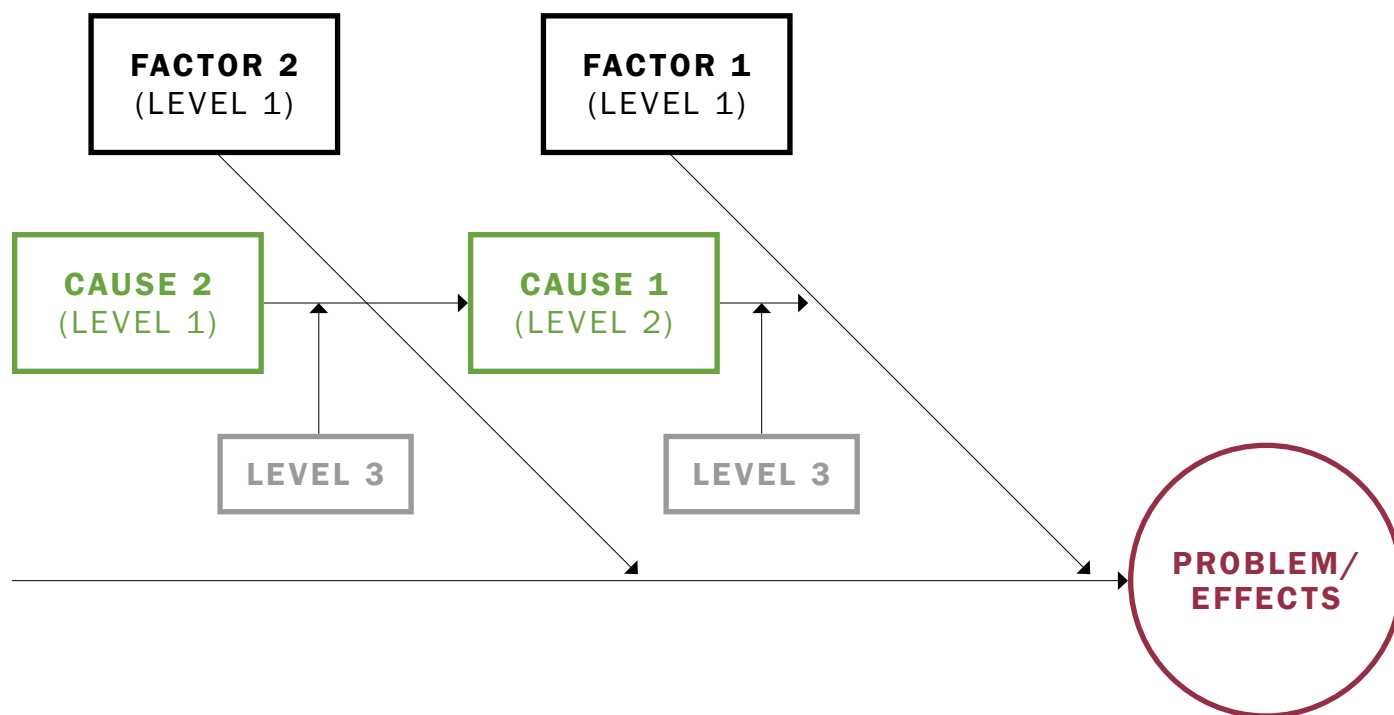 FACTOR 2
(LEVEL 1)
FACTOR 1
(LEVEL 1)
CAUSE 2
(LEVEL 1)
CAUSE 1
(LEVEL 2)
LEVEL 3
LEVEL 3
PROBLEM/
EFFECTS